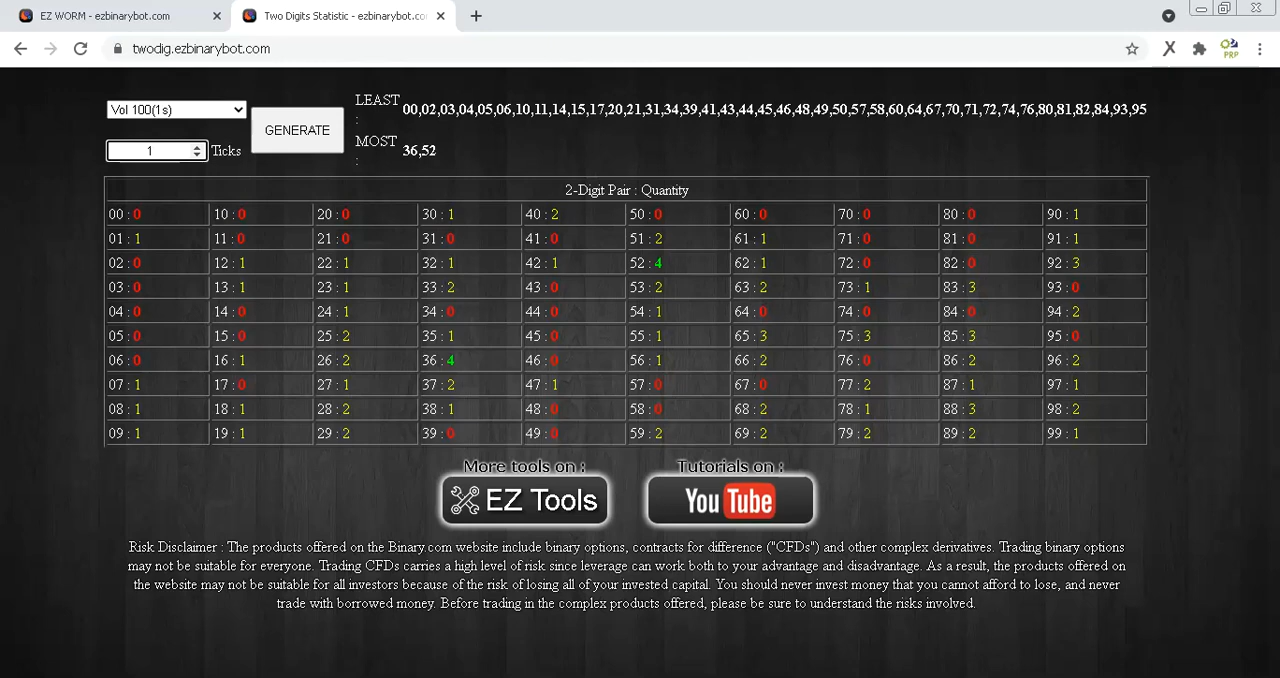 EZ WORM - ezbinarybot.com
Two Digits Statistic - ezbinarybot.co
twodig.ezbinarybot.com
PRP
Vol 100(1s)
GENERATE
LEAST : 00,02,03,04,05,06,10,11,14,15,17,20,21,31,34,39,41,43,44,45,46,48,49,50,57,58,60,64,67,70,71,72,74,76,80,81,82,84,93,95
1 Ticks
MOST : 36,52
2-Digit Pair : Quantity
00 : 0 10 : 0 20 : 0 30 : 1 40 : 2 50 : 0 60 : 0 70 : 0 80 : 0 90 : 1
01 : 1 11 : 0 21 : 0 31 : 0 41 : 0 51 : 2 61 : 1 71 : 0 81 : 0 91 : 1
02 : 0 12 : 1 22 : 1 32 : 1 42 : 1 52 : 4 62 : 1 72 : 0 82 : 0 92 : 3
03 : 0 13 : 1 23 : 1 33 : 2 43 : 0 53 : 2 63 : 2 73 : 1 83 : 3 93 : 0
04 : 0 14 : 0 24 : 1 34 : 0 44 : 0 54 : 1 64 : 0 74 : 0 84 : 0 94 : 2
05 : 0 15 : 0 25 : 2 35 : 1 45 : 0 55 : 1 65 : 3 75 : 3 85 : 3 95 : 0
06 : 0 16 : 1 26 : 2 36 : 4 46 : 0 56 : 1 66 : 2 76 : 0 86 : 2 96 : 2
07 : 1 17 : 0 27 : 1 37 : 2 47 : 1 57 : 0 67 : 0 77 : 2 87 : 1 97 : 1
08 : 1 18 : 1 28 : 2 38 : 1 48 : 0 58 : 0 68 : 2 78 : 1 88 : 3 98 : 2
09 : 1 19 : 1 29 : 2 39 : 0 49 : 0 59 : 2 69 : 2 79 : 2 89 : 2 99 : 1
More tools on :
EZ Tools
Tutorials on :
YouTube
Risk Disclaimer : The products offered on the Binary.com website include binary options, contracts for difference ("CFDs") and other complex derivatives. Trading binary options
may not be suitable for everyone. Trading CFDs carries a high level of risk since leverage can work both to your advantage and disadvantage. As a result, the products offered on
the website may not be suitable for all investors because of the risk of losing all of your invested capital. You should never invest money that you cannot afford to lose, and never
trade with borrowed money. Before trading in the complex products offered, please be sure to understand the risks involved.